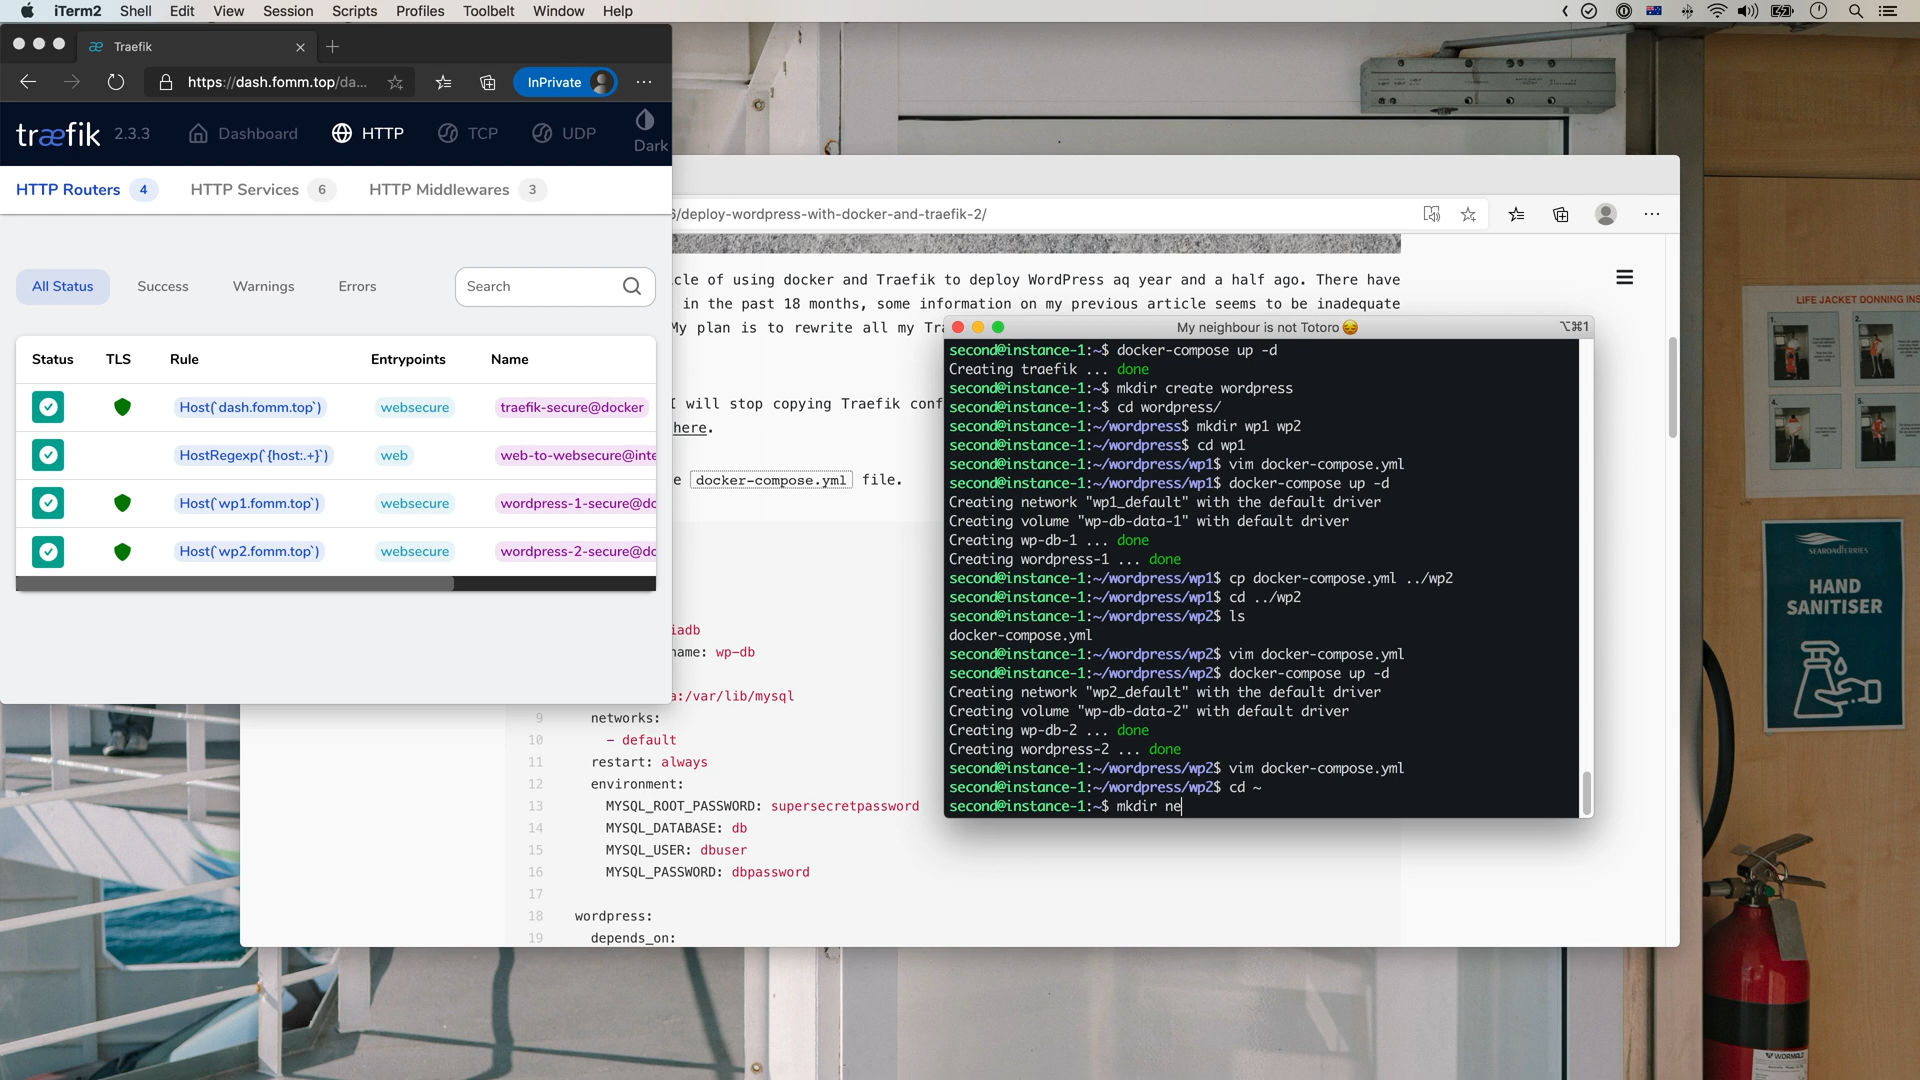 iTerm2 Shell Edit View Session Scripts Profiles Toolbelt Window Help
Traefik
https://dash.fomm.top/da...
InPrivate
træfik 2.3.3 Dashboard HTTP TCP UDP Dark
HTTP Routers 4 HTTP Services 6 HTTP Middlewares 3
All Status Success Warnings Errors Search
Status TLS Rule Entrypoints Name
Host(`dash.fomm.top`) websecure traefik-secure@docker
HostRegexp(`{host:.+}`) web web-to-websecure@inte
Host(`wp1.fomm.top`) websecure wordpress-1-secure@do
Host(`wp2.fomm.top`) websecure wordpress-2-secure@do
/deploy-wordpress-with-docker-and-traefik-2/
cle of using docker and Traefik to deploy WordPress aq year and a half ago. There have
in the past 18 months, some information on my previous article seems to be inadequate
My plan is to rewrite all my Tra
I will stop copying Traefik conf
here.
e docker-compose.yml file.
iadb
name: wp-db
a:/var/lib/mysql
9 networks:
10 - default
11 restart: always
12 environment:
13 MYSQL_ROOT_PASSWORD: supersecretpassword
14 MYSQL_DATABASE: db
15 MYSQL_USER: dbuser
16 MYSQL_PASSWORD: dbpassword
17
18 wordpress:
19 depends_on:
My neighbour is not Totoro😔 ⌥⌘1
second@instance-1:~$ docker-compose up -d
Creating traefik ... done
second@instance-1:~$ mkdir create wordpress
second@instance-1:~$ cd wordpress/
second@instance-1:~/wordpress$ mkdir wp1 wp2
second@instance-1:~/wordpress$ cd wp1
second@instance-1:~/wordpress/wp1$ vim docker-compose.yml
second@instance-1:~/wordpress/wp1$ docker-compose up -d
Creating network "wp1_default" with the default driver
Creating volume "wp-db-data-1" with default driver
Creating wp-db-1 ... done
Creating wordpress-1 ... done
second@instance-1:~/wordpress/wp1$ cp docker-compose.yml ../wp2
second@instance-1:~/wordpress/wp1$ cd ../wp2
second@instance-1:~/wordpress/wp2$ ls
docker-compose.yml
second@instance-1:~/wordpress/wp2$ vim docker-compose.yml
second@instance-1:~/wordpress/wp2$ docker-compose up -d
Creating network "wp2_default" with the default driver
Creating volume "wp-db-data-2" with default driver
Creating wp-db-2 ... done
Creating wordpress-2 ... done
second@instance-1:~/wordpress/wp2$ vim docker-compose.yml
second@instance-1:~/wordpress/wp2$ cd ~
second@instance-1:~$ mkdir ne
LIFE JACKET DONNING INS
1.
4.
5.
SEAROAD FERRIES
HAND
SANITISER
WORMALD